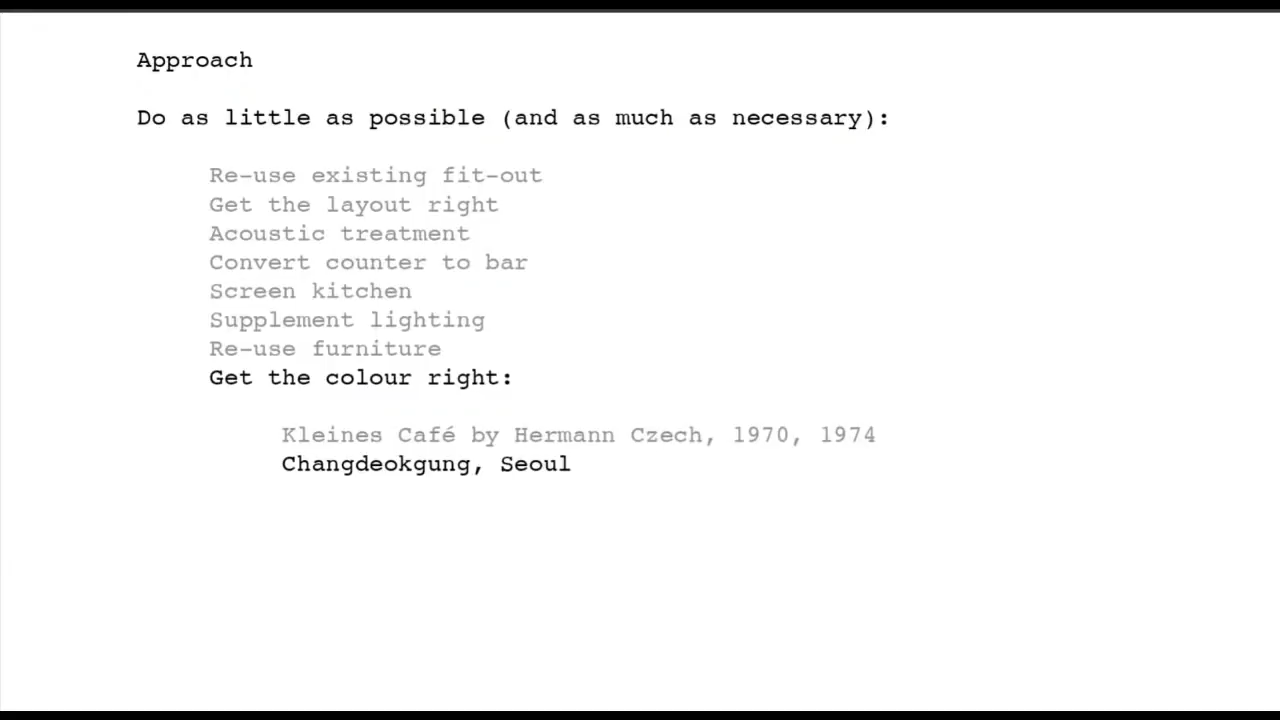 Approach
Do as little as possible (and as much as necessary):
Re-use existing fit-out
Get the layout right
Acoustic treatment
Convert counter to bar
Screen kitchen
Supplement lighting
Re-use furniture
Get the colour right:
Kleines Café by Hermann Czech, 1970, 1974
Changdeokgung, Seoul